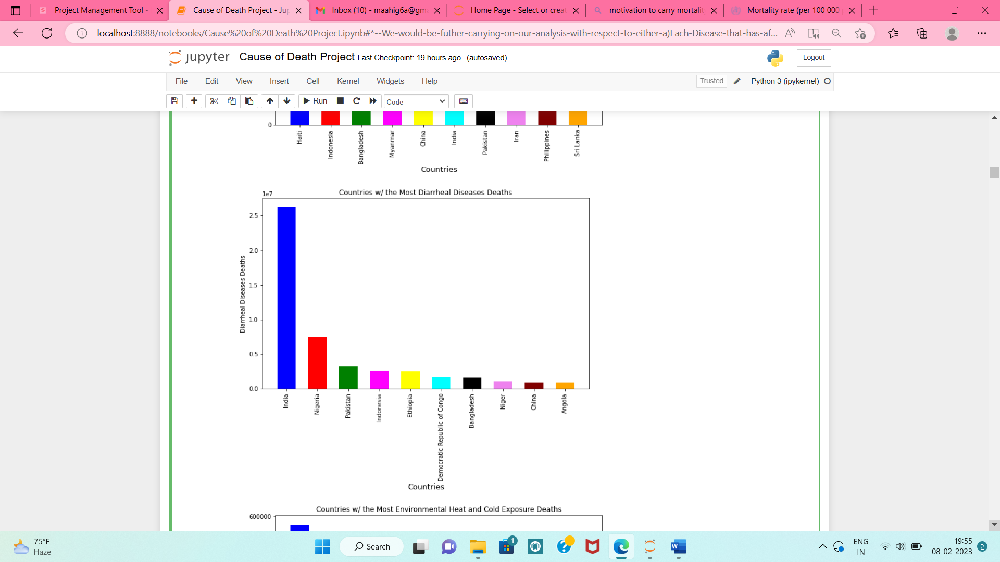 Project Management Tool -
Cause of Death Project - Jup
Inbox (10) - maahig6a@gma
Home Page - Select or creat
motivation to carry mortalit
Mortality rate (per 100 000
localhost:8888/notebooks/Cause%20of%20Death%20Project.ipynb#*--We-would-be-futher-carrying-on-our-analysis-with-respect-to-either-a)Each-Disease-that-has-af...
jupyter Cause of Death Project Last Checkpoint: 19 hours ago (autosaved)
Logout
File Edit View Insert Cell Kernel Widgets Help
Trusted
Python 3 (ipykernel)
Run
Code
0
Haiti
Indonesia
Bangladesh
Myanmar
China
India
Pakistan
Iran
Philippines
Sri Lanka
Countries
Countries w/ the Most Diarrheal Diseases Deaths
1e7
2.5
2.0
1.5
1.0
0.5
0.0
Diarrheal Diseases Deaths
India
Nigeria
Pakistan
Indonesia
Ethiopia
Democratic Republic of Congo
Bangladesh
Niger
China
Angola
Countries
Countries w/ the Most Environmental Heat and Cold Exposure Deaths
600000
75°F
Haze
Search
1
ENG
IN
19:55
08-02-2023
2